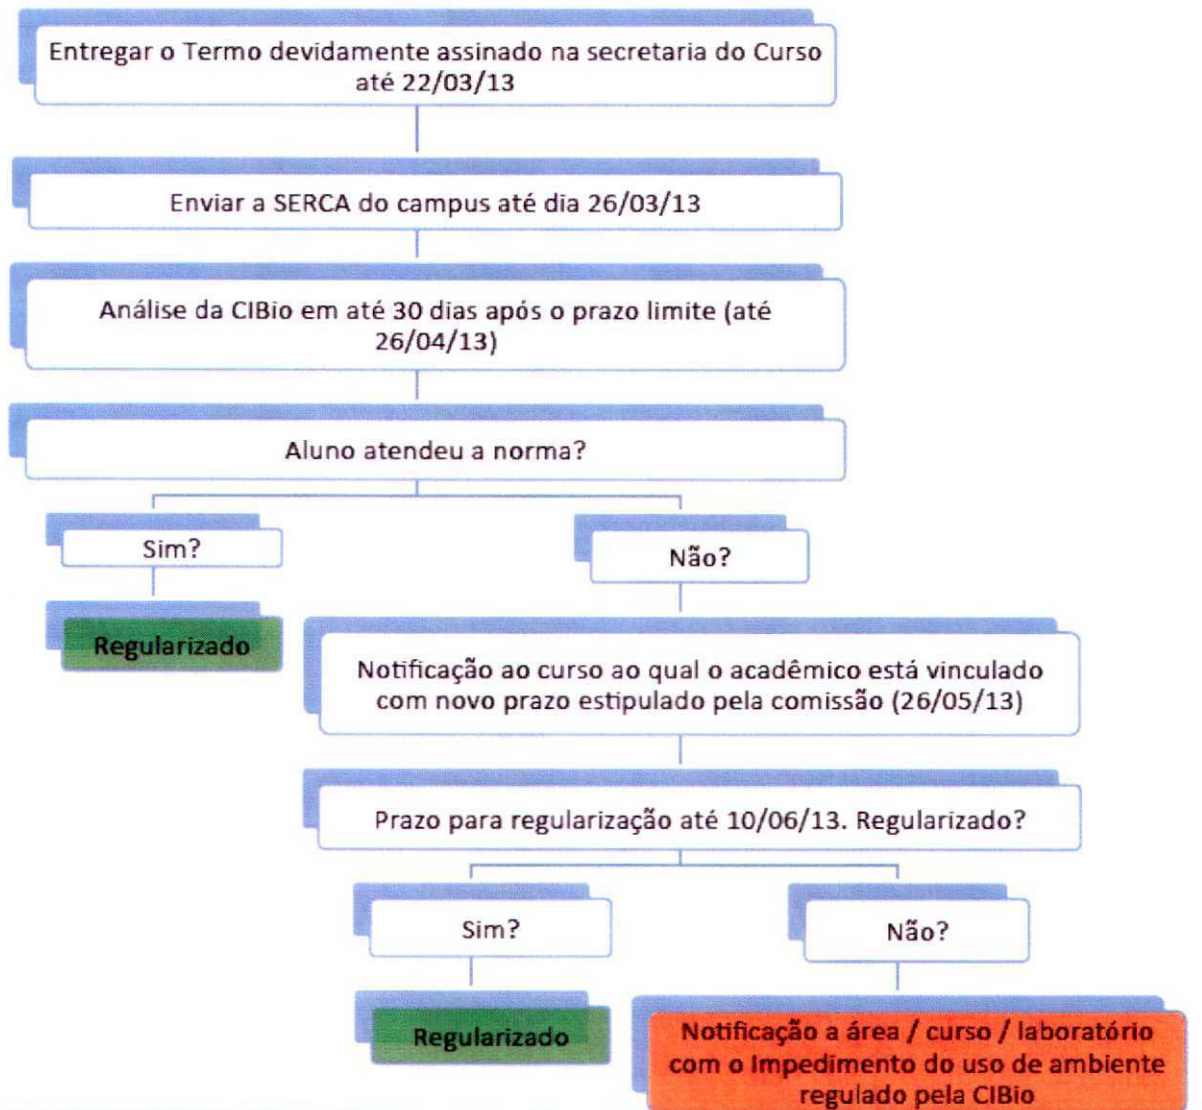 Entregar o Termo devidamente assinado na secretaria do Curso
até 22/03/13
Enviar a SERCA do campus até dia 26/03/13
Análise da CIBio em até 30 dias após o prazo limite (até
26/04/13)
Aluno atendeu a norma?
Sim?
Não?
Regularizado
Notificação ao curso ao qual o acadêmico está vinculado
com novo prazo estipulado pela comissão (26/05/13)
Prazo para regularização até 10/06/13. Regularizado?
Sim?
Não?
Regularizado
Notificação a área / curso / laboratório
com o Impedimento do uso de ambiente
regulado pela CIBio